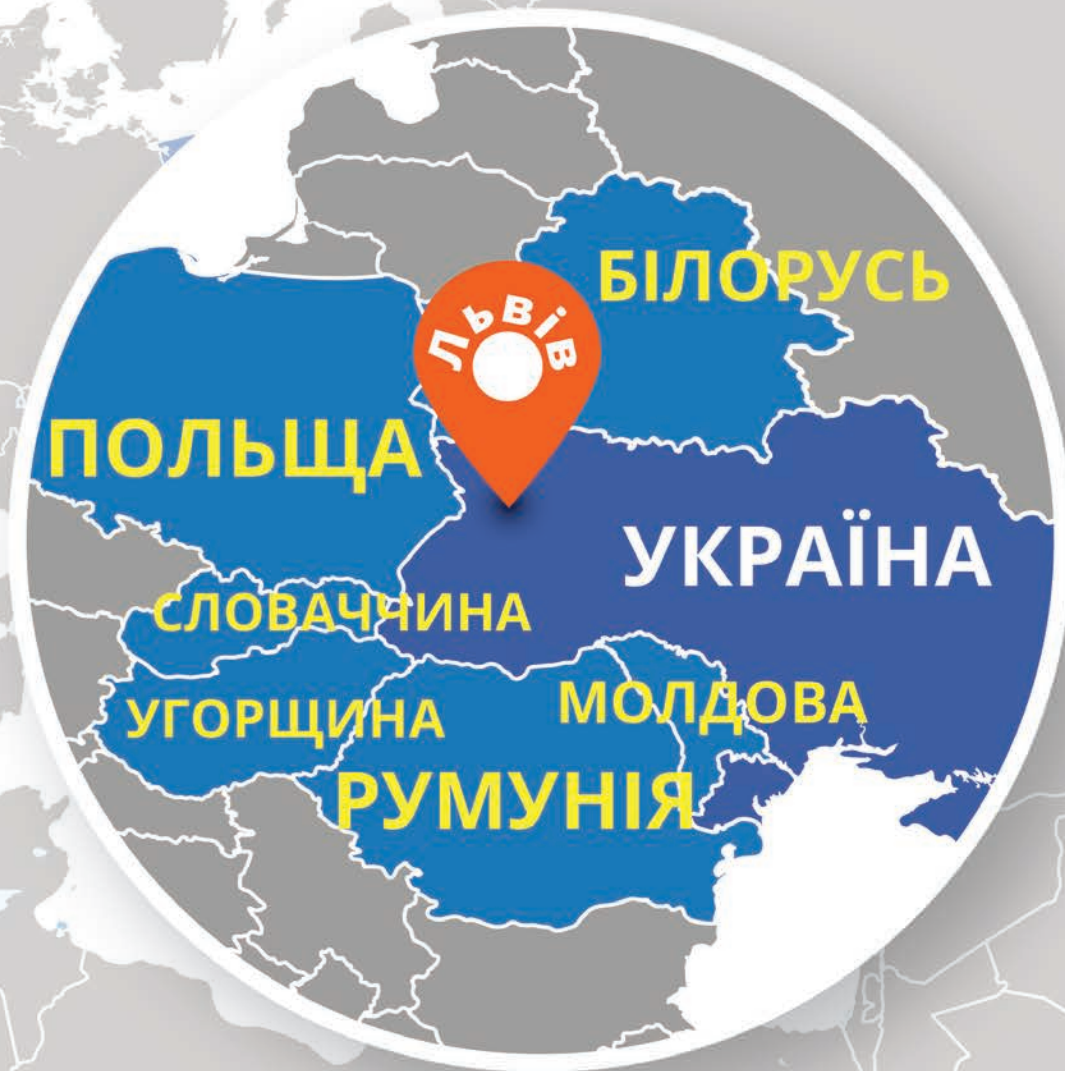 БІЛОРУСЬ
Львів
ПОЛЬЩА
УКРАЇНА
СЛОВАЧЧИНА
МОЛДОВА
УГОРЩИНА
РУМУНІЯ